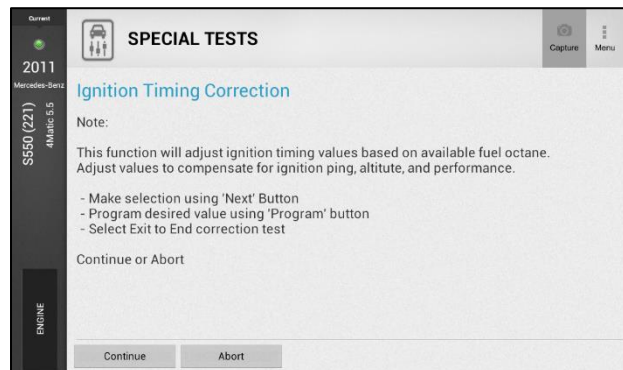 Current
2011
Mercedes-Benz
S550 (221)
4Matic 5.5
ENGINE
SPECIAL TESTS
Capture
Menu
Ignition Timing Correction
Note:
This function will adjust ignition timing values based on available fuel octane.
Adjust values to compensate for ignition ping, altitute, and performance.
- Make selection using 'Next' Button
- Program desired value using 'Program' button
- Select Exit to End correction test
Continue or Abort
Continue
Abort